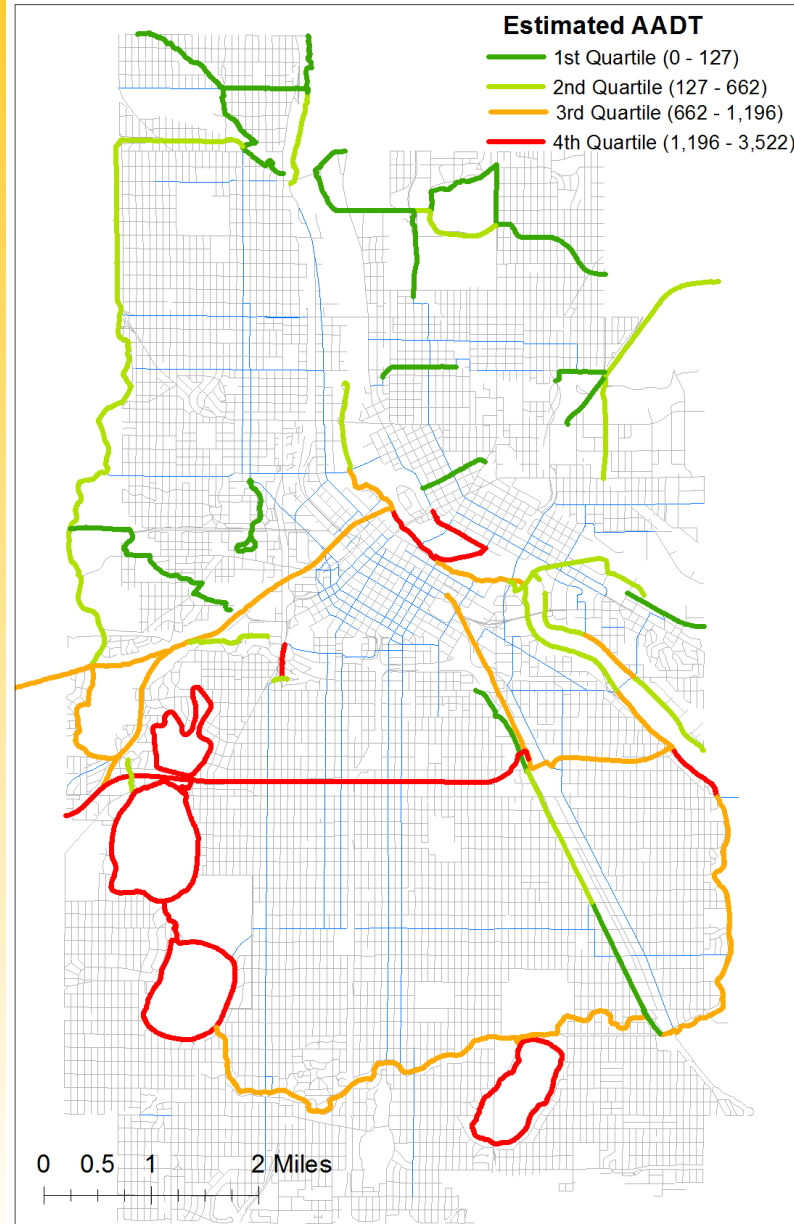 Estimated AADT
1st Quartile (0 - 127)
2nd Quartile (127 - 662)
3rd Quartile (662 - 1,196)
4th Quartile (1,196 - 3,522)
0 0.5 1 2 Miles